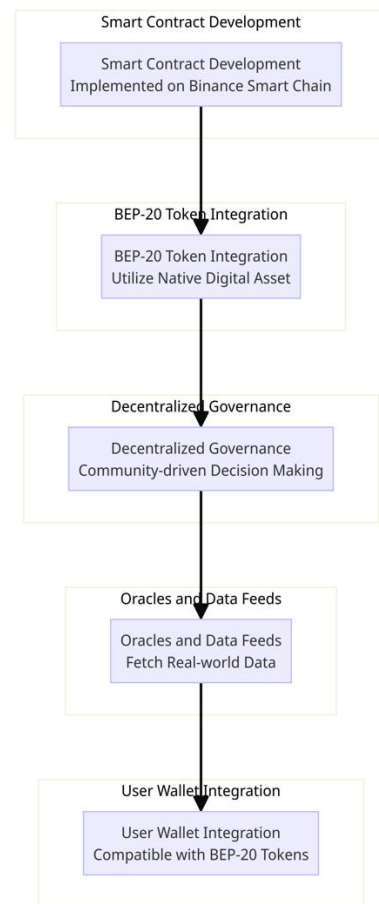 Smart Contract Development
Smart Contract Development
Implemented on Binance Smart Chain
BEP-20 Token Integration
BEP-20 Token Integration
Utilize Native Digital Asset
Decentralized Governance
Decentralized Governance
Community-driven Decision Making
Oracles and Data Feeds
Oracles and Data Feeds
Fetch Real-world Data
User Wallet Integration
User Wallet Integration
Compatible with BEP-20 Tokens